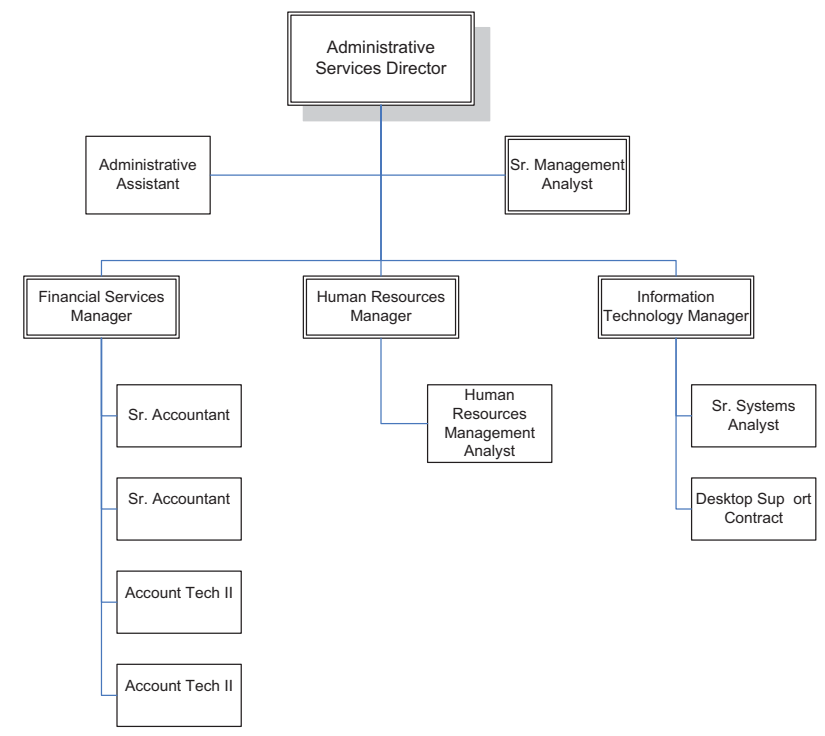 Administrative
Services Director
Administrative
Assistant
Sr. Management
Analyst
Financial Services
Manager
Human Resources
Manager
Information
Technology Manager
Sr. Accountant
Human
Resources
Management
Analyst
Sr. Systems
Analyst
Sr. Accountant
Desktop Sup ort
Contract
Account Tech II
Account Tech II